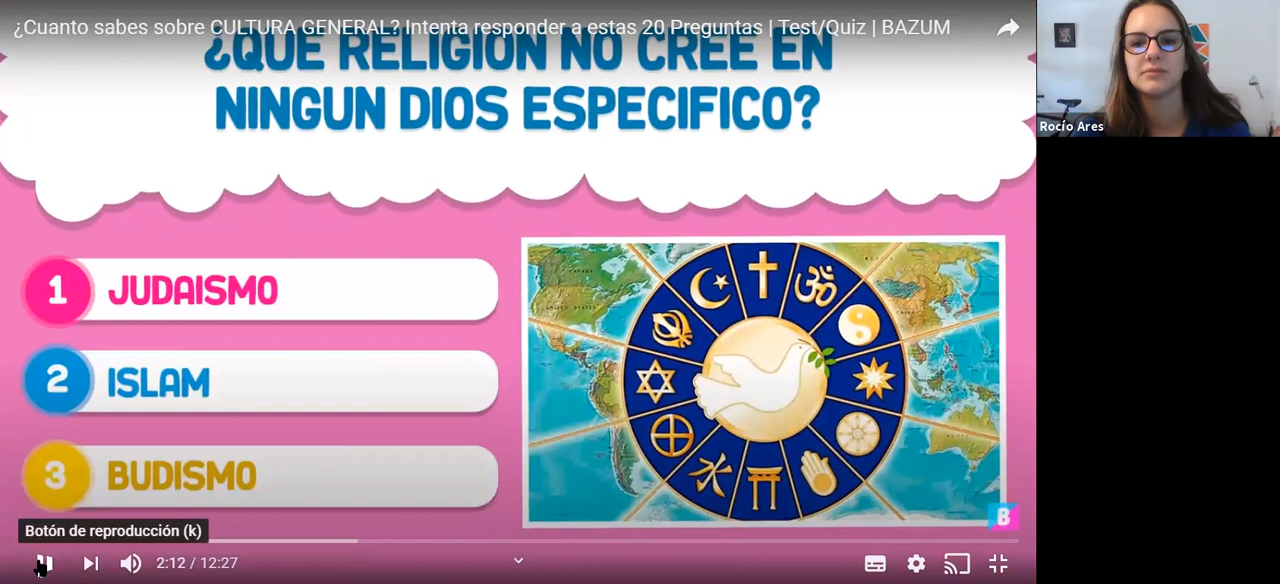 ¿Cuanto sabes sobre CULTURA GENERAL? Intenta responder a estas 20 Preguntas | Test/Quiz | BAZUM
¿QUE RELIGION NO CREE EN
NINGUN DIOS ESPECIFICO?
1 JUDAISMO
2 ISLAM
3 BUDISMO
B
Botón de reproducción (k)
2:12 / 12:27
Rocío Ares